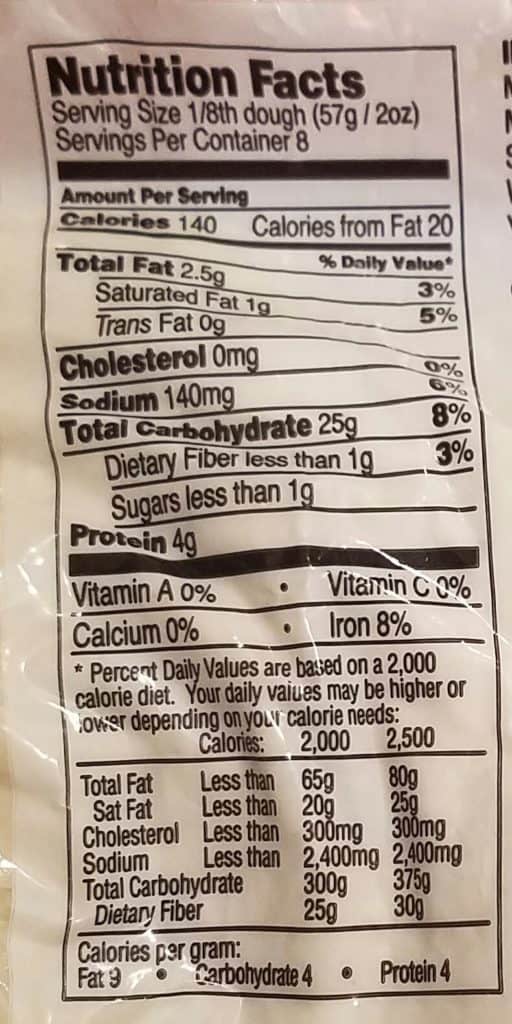 Nutrition Facts
Serving Size 1/8th dough (57g / 2oz)
Servings Per Container 8
Amount Per Serving
Calories 140 Calories from Fat 20
% Daily Value*
Total Fat 2.5g 3%
Saturated Fat 1g 5%
Trans Fat 0g
Cholesterol 0mg 0%
Sodium 140mg 6%
Total Carbohydrate 25g 8%
Dietary Fiber less than 1g 3%
Sugars less than 1g
Protein 4g
Vitamin A 0% • Vitamin C 0%
Calcium 0% • Iron 8%
* Percent Daily Values are based on a 2,000
calorie diet. Your daily values may be higher or
lower depending on your calorie needs:
Calories: 2,000 2,500
Total Fat Less than 65g 80g
Sat Fat Less than 20g 25g
Cholesterol Less than 300mg 300mg
Sodium Less than 2,400mg 2,400mg
Total Carbohydrate 300g 375g
Dietary Fiber 25g 30g
Calories per gram:
Fat 9 • Carbohydrate 4 • Protein 4